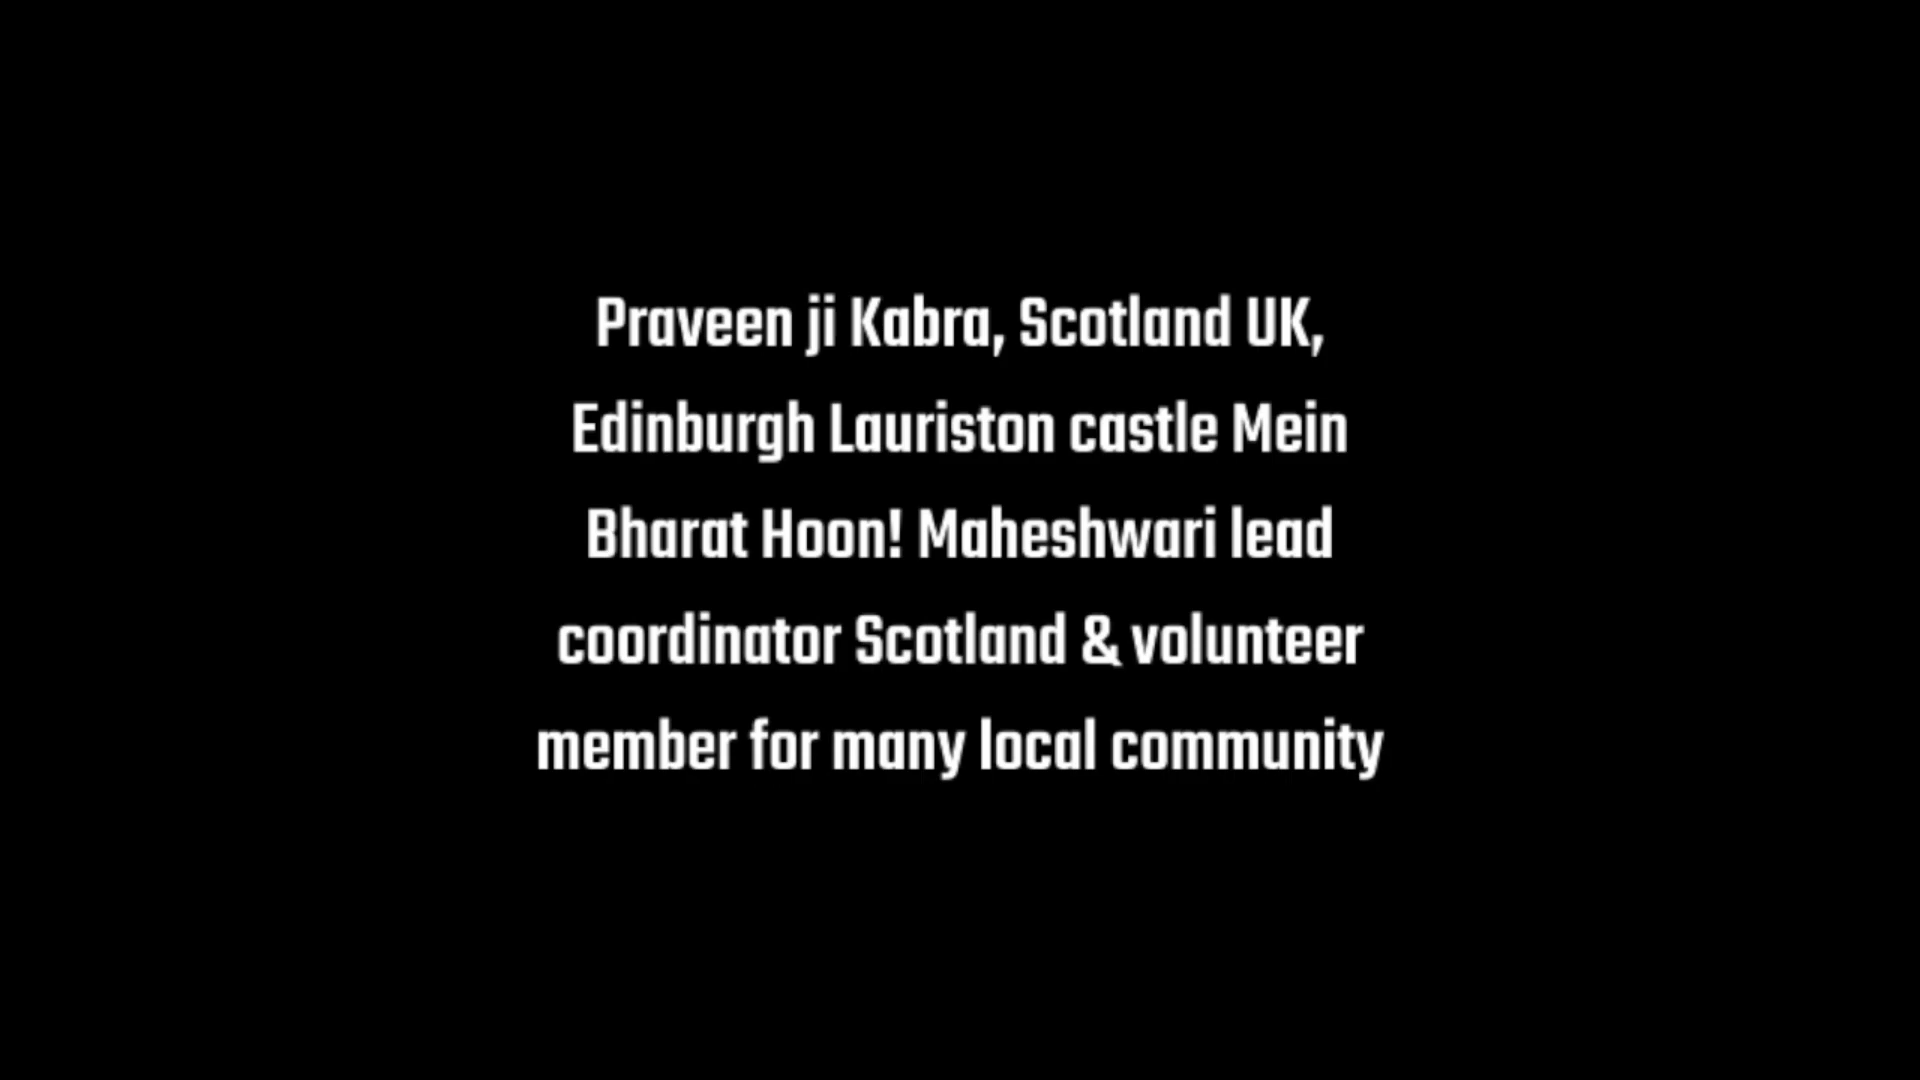 Praveen ji Kabra, Scotland UK,
Edinburgh Lauriston castle Mein
Bharat Hoon! Maheshwari lead
coordinator Scotland & volunteer
member for many local community